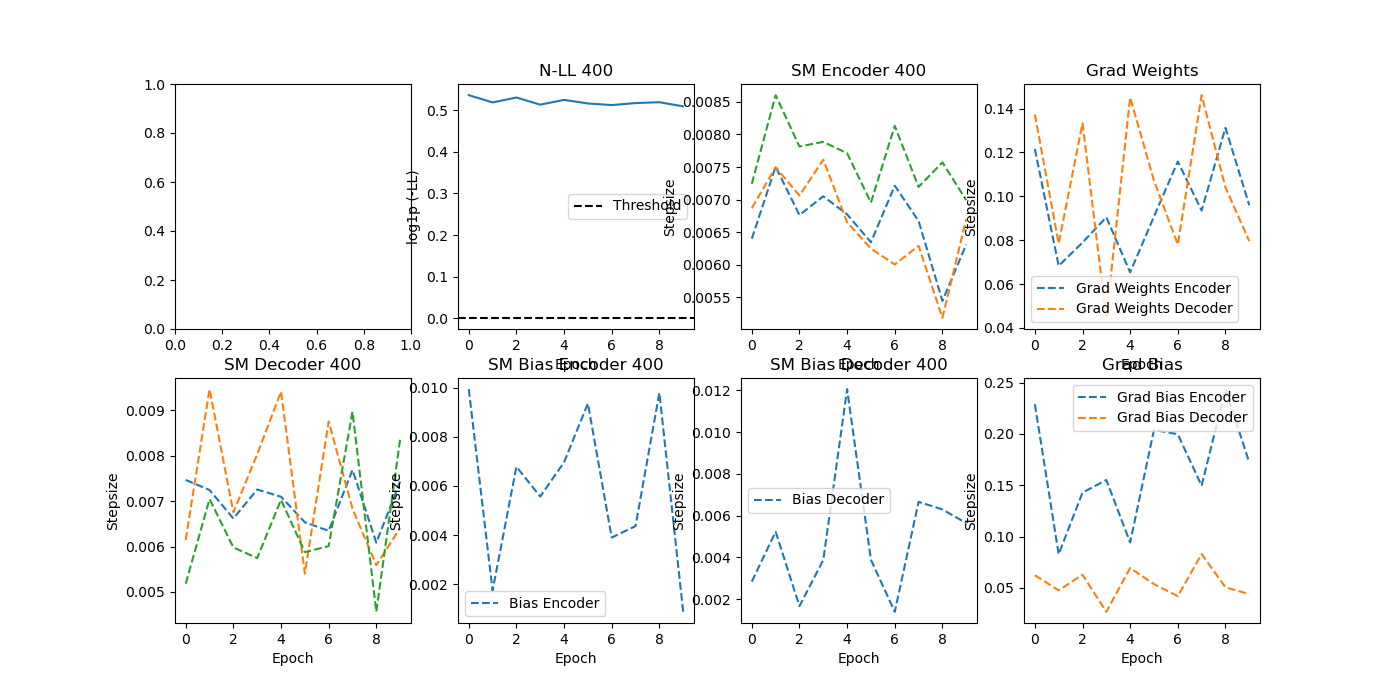 N-LL 400
SM Encoder 400
Grad Weights
1.0
0.8
0.6
0.4
0.2
0.0
0.0 0.2 0.4 0.6 0.8 1.0
log1p (-LL)
0.5
0.4
0.3
0.2
0.1
0.0
Threshold
0 2 4 6 8
Epoch
Stepsize
0.0085
0.0080
0.0075
0.0070
0.0065
0.0060
0.0055
0 2 4 6 8
Epoch
Stepsize
0.14
0.12
0.10
0.08
0.06
0.04
Grad Weights Encoder
Grad Weights Decoder
0 2 4 6 8
Epoch
SM Decoder 400
SM Bias Encoder 400
SM Bias Decoder 400
Grad Bias
Stepsize
0.009
0.008
0.007
0.006
0.005
0 2 4 6 8
Epoch
Stepsize
0.010
0.008
0.006
0.004
0.002
Bias Encoder
0 2 4 6 8
Epoch
Stepsize
0.012
0.010
0.008
0.006
0.004
0.002
Bias Decoder
0 2 4 6 8
Epoch
Stepsize
0.25
0.20
0.15
0.10
0.05
Grad Bias Encoder
Grad Bias Decoder
0 2 4 6 8
Epoch